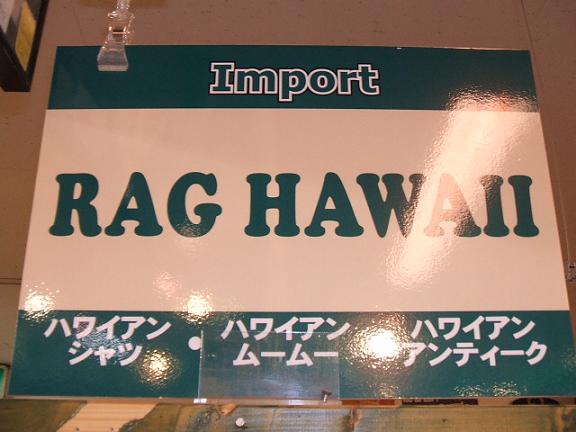 Import
RAG HAWAII
ハワイアン
シャツ
・
ハワイアン
ムームー
ハワイアン
アンティーク